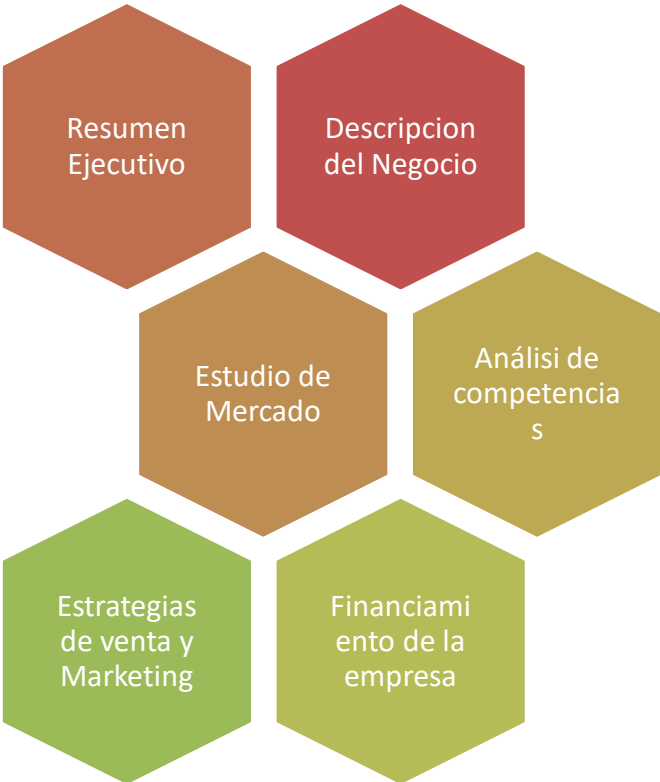 Resumen
Ejecutivo
Descripcion
del Negocio
Estudio de
Mercado
Análisi de
competencia
s
Estrategias
de venta y
Marketing
Financiami
ento de la
empresa